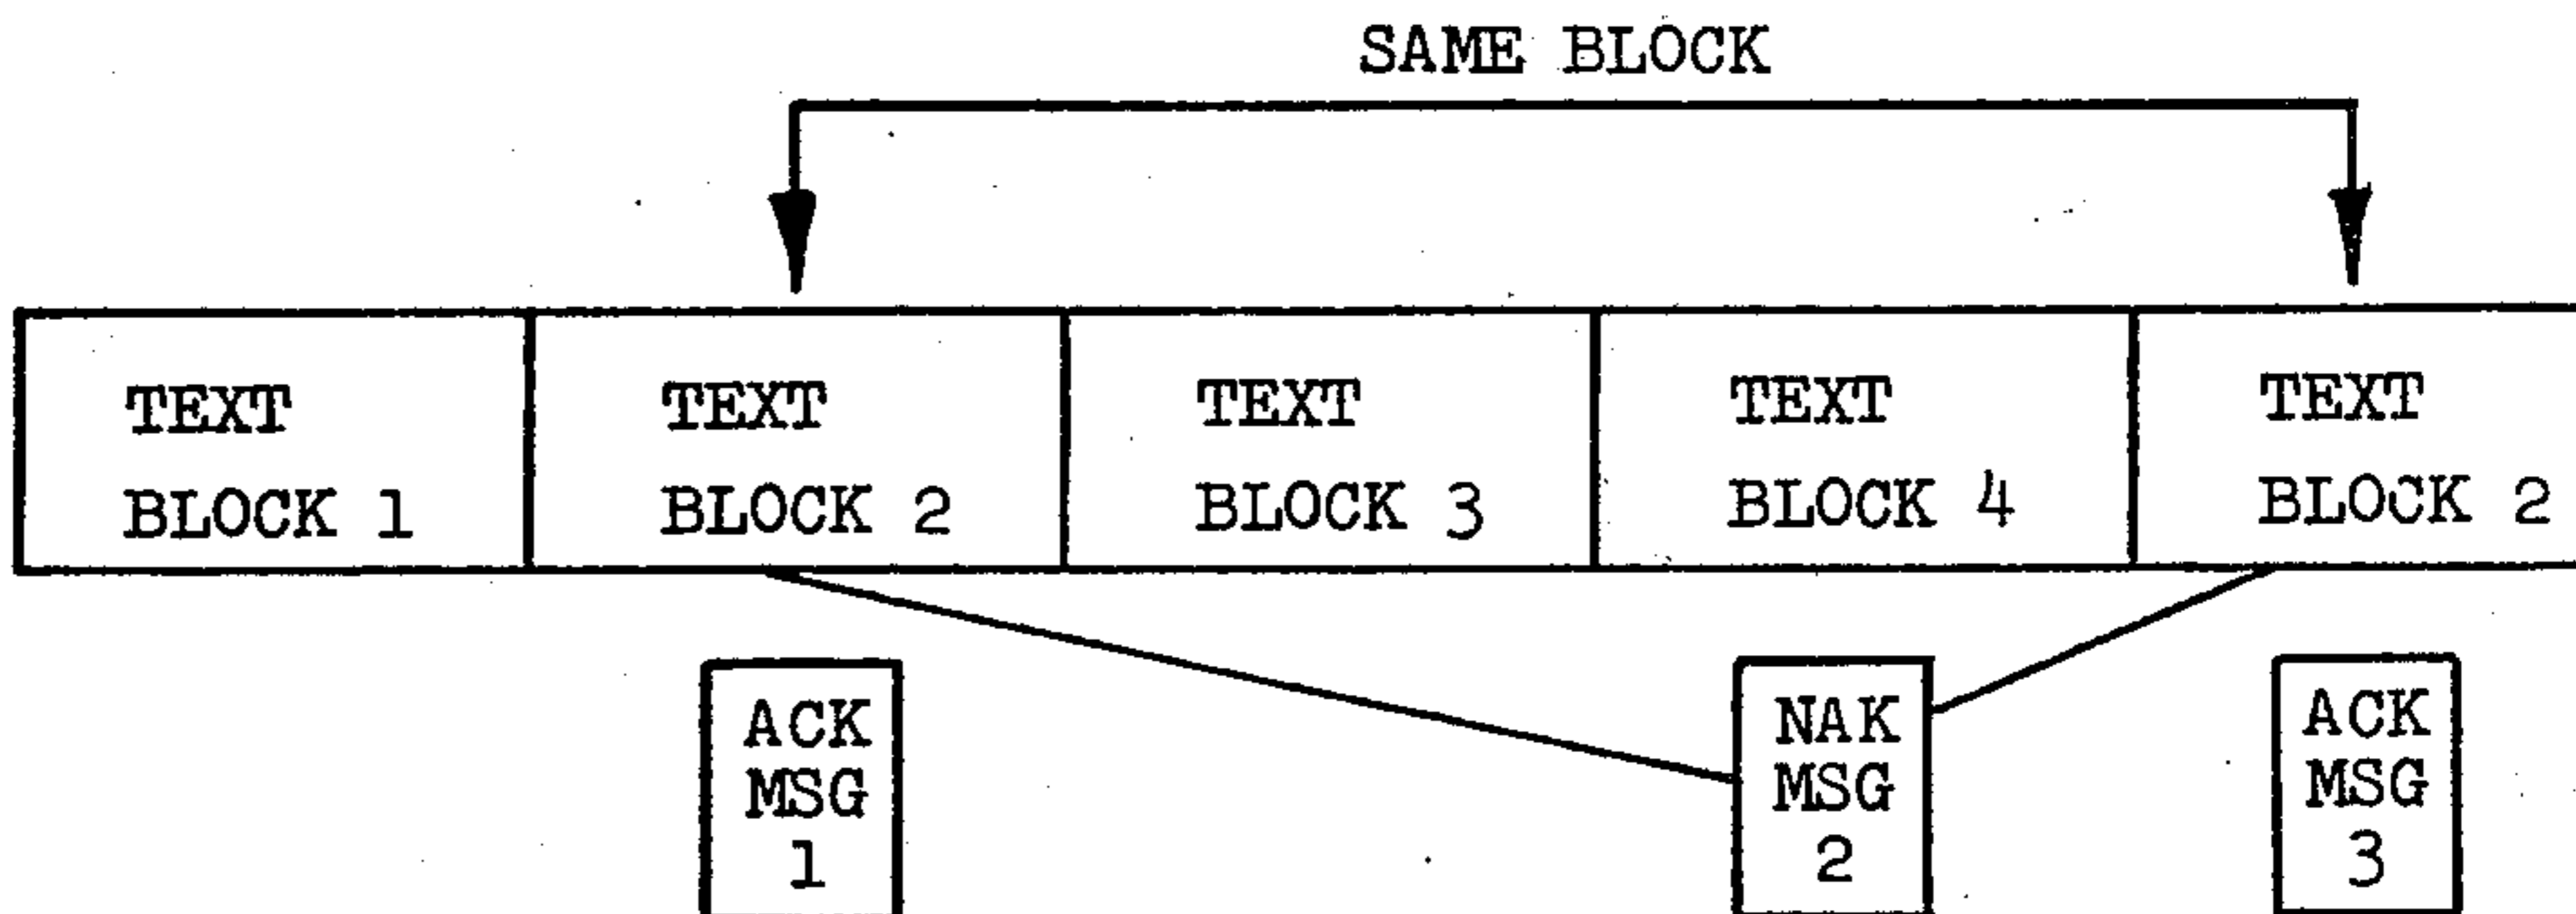 SAME BLOCK
TEXT
BLOCK 1
TEXT
BLOCK 2
TEXT
BLOCK 3
TEXT
BLOCK 4
TEXT
BLOCK 2
ACK
MSG
1
NAK
MSG
2
ACK
MSG
3